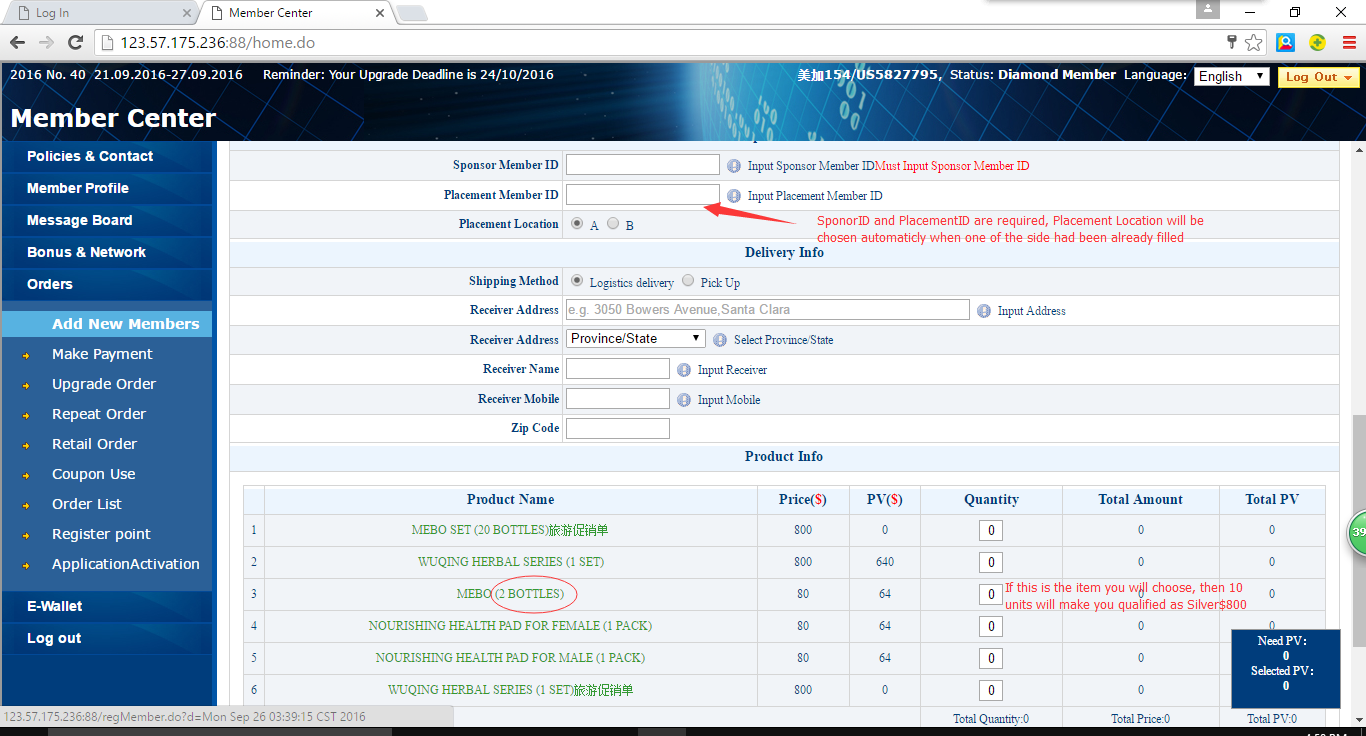 Log In
Member Center
123.57.175.236:88/home.do
2016 No. 40 21.09.2016-27.09.2016 Reminder: Your Upgrade Deadline is 24/10/2016
美加154/US5827795, Status: Diamond Member Language: English Log Out
Member Center
Policies & Contact
Member Profile
Message Board
Bonus & Network
Orders
Add New Members
Make Payment
Upgrade Order
Repeat Order
Retail Order
Coupon Use
Order List
Register point
ApplicationActivation
E-Wallet
Log out
Sponsor Member ID Input Sponsor Member IDMust Input Sponsor Member ID
Placement Member ID Input Placement Member ID
Placement Location A B
SponorID and PlacementID are required, Placement Location will be
chosen automaticly when one of the side had been already filled
Delivery Info
Shipping Method Logistics delivery Pick Up
Receiver Address e.g. 3050 Bowers Avenue,Santa Clara Input Address
Receiver Address Province/State Select Province/State
Receiver Name Input Receiver
Receiver Mobile Input Mobile
Zip Code
Product Info
Product Name Price($) PV($) Quantity Total Amount Total PV
1 MEBO SET (20 BOTTLES)旅游促销单 800 0 0 0 0
2 WUQING HERBAL SERIES (1 SET) 800 640 0 0 0
3 MEBO (2 BOTTLES) 80 64 0 0 0
If this is the item you will choose, then 10
units will make you qualified as Silver$800
4 NOURISHING HEALTH PAD FOR FEMALE (1 PACK) 80 64 0 0 0
5 NOURISHING HEALTH PAD FOR MALE (1 PACK) 80 64 0 0
6 WUQING HERBAL SERIES (1 SET)旅游促销单 800 0 0 0
Total Quantity:0 Total Price:0 Total PV:0
Need PV:
0
Selected PV:
0
39
123.57.175.236:88/regMember.do?d=Mon Sep 26 03:39:15 CST 2016